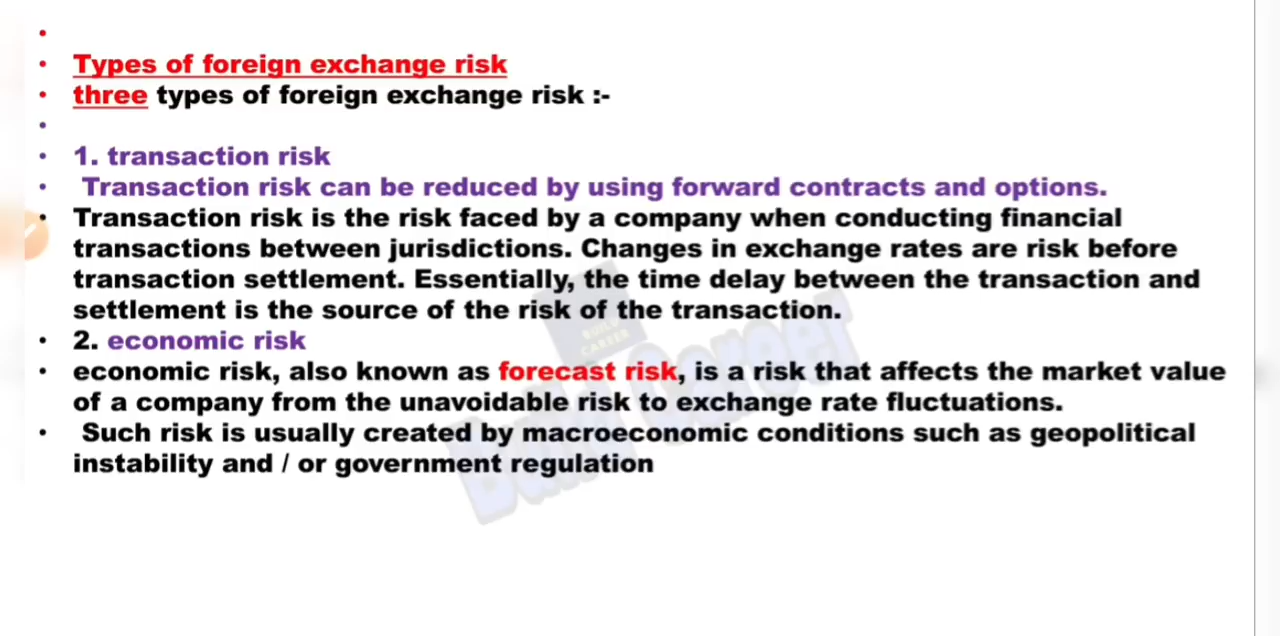 Types of foreign exchange risk
three types of foreign exchange risk :-
1. transaction risk
Transaction risk can be reduced by using forward contracts and options.
Transaction risk is the risk faced by a company when conducting financial
transactions between jurisdictions. Changes in exchange rates are risk before
transaction settlement. Essentially, the time delay between the transaction and
settlement is the source of the risk of the transaction.
2. economic risk
economic risk, also known as forecast risk, is a risk that affects the market value
of a company from the unavoidable risk to exchange rate fluctuations.
Such risk is usually created by macroeconomic conditions such as geopolitical
instability and / or government regulation
BUILD
CAREER
Build Career